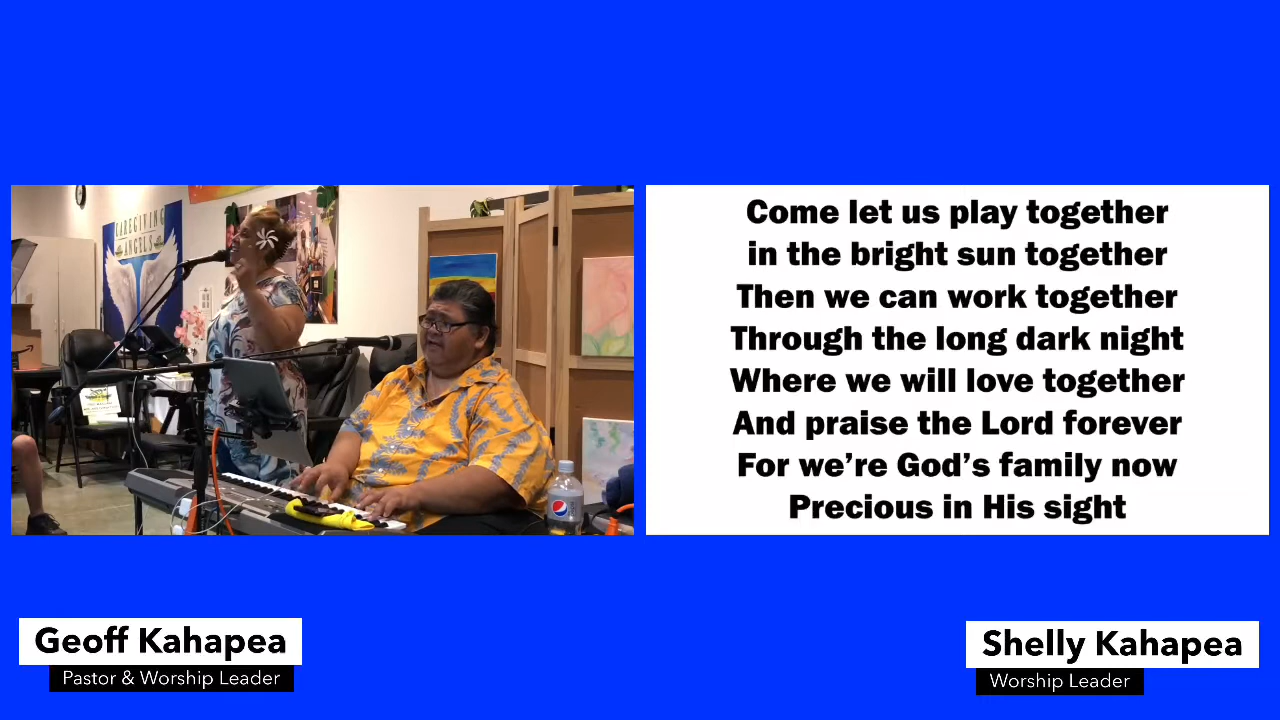 CAREGIVING
ANGELS
Come let us play together
in the bright sun together
Then we can work together
Through the long dark night
Where we will love together
And praise the Lord forever
For we're God's family now
Precious in His sight
Geoff Kahapea
Pastor & Worship Leader
Shelly Kahapea
Worship Leader